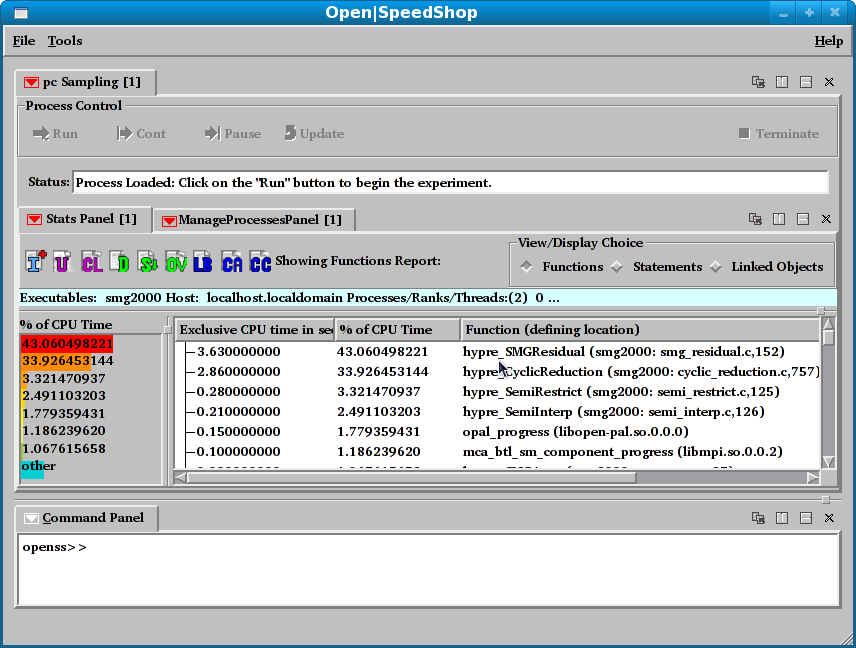 Open|SpeedShop
File Tools Help
pc Sampling [1]
Process Control
Run Cont Pause Update Terminate
Status: Process Loaded: Click on the "Run" button to begin the experiment.
Stats Panel [1] ManageProcessesPanel [1]
View/Display Choice
I+ U CL D S OV LB CA CC Showing Functions Report: Functions Statements Linked Objects
Executables: smg2000 Host: localhost.localdomain Processes/Ranks/Threads:(2) 0 ...
% of CPU Time
43.060498221
33.926453144
3.321470937
2.491103203
1.779359431
1.186239620
1.067615658
other
Exclusive CPU time in sec % of CPU Time Function (defining location)
3.630000000 43.060498221 hypre_SMGResidual (smg2000: smg_residual.c,152)
2.860000000 33.926453144 hypre_CyclicReduction (smg2000: cyclic_reduction.c,757)
0.280000000 3.321470937 hypre_SemiRestrict (smg2000: semi_restrict.c,125)
0.210000000 2.491103203 hypre_SemiInterp (smg2000: semi_interp.c,126)
0.150000000 1.779359431 opal_progress (libopen-pal.so.0.0.0)
0.100000000 1.186239620 mca_btl_sm_component_progress (libmpi.so.0.0.2)
Command Panel
openss>>